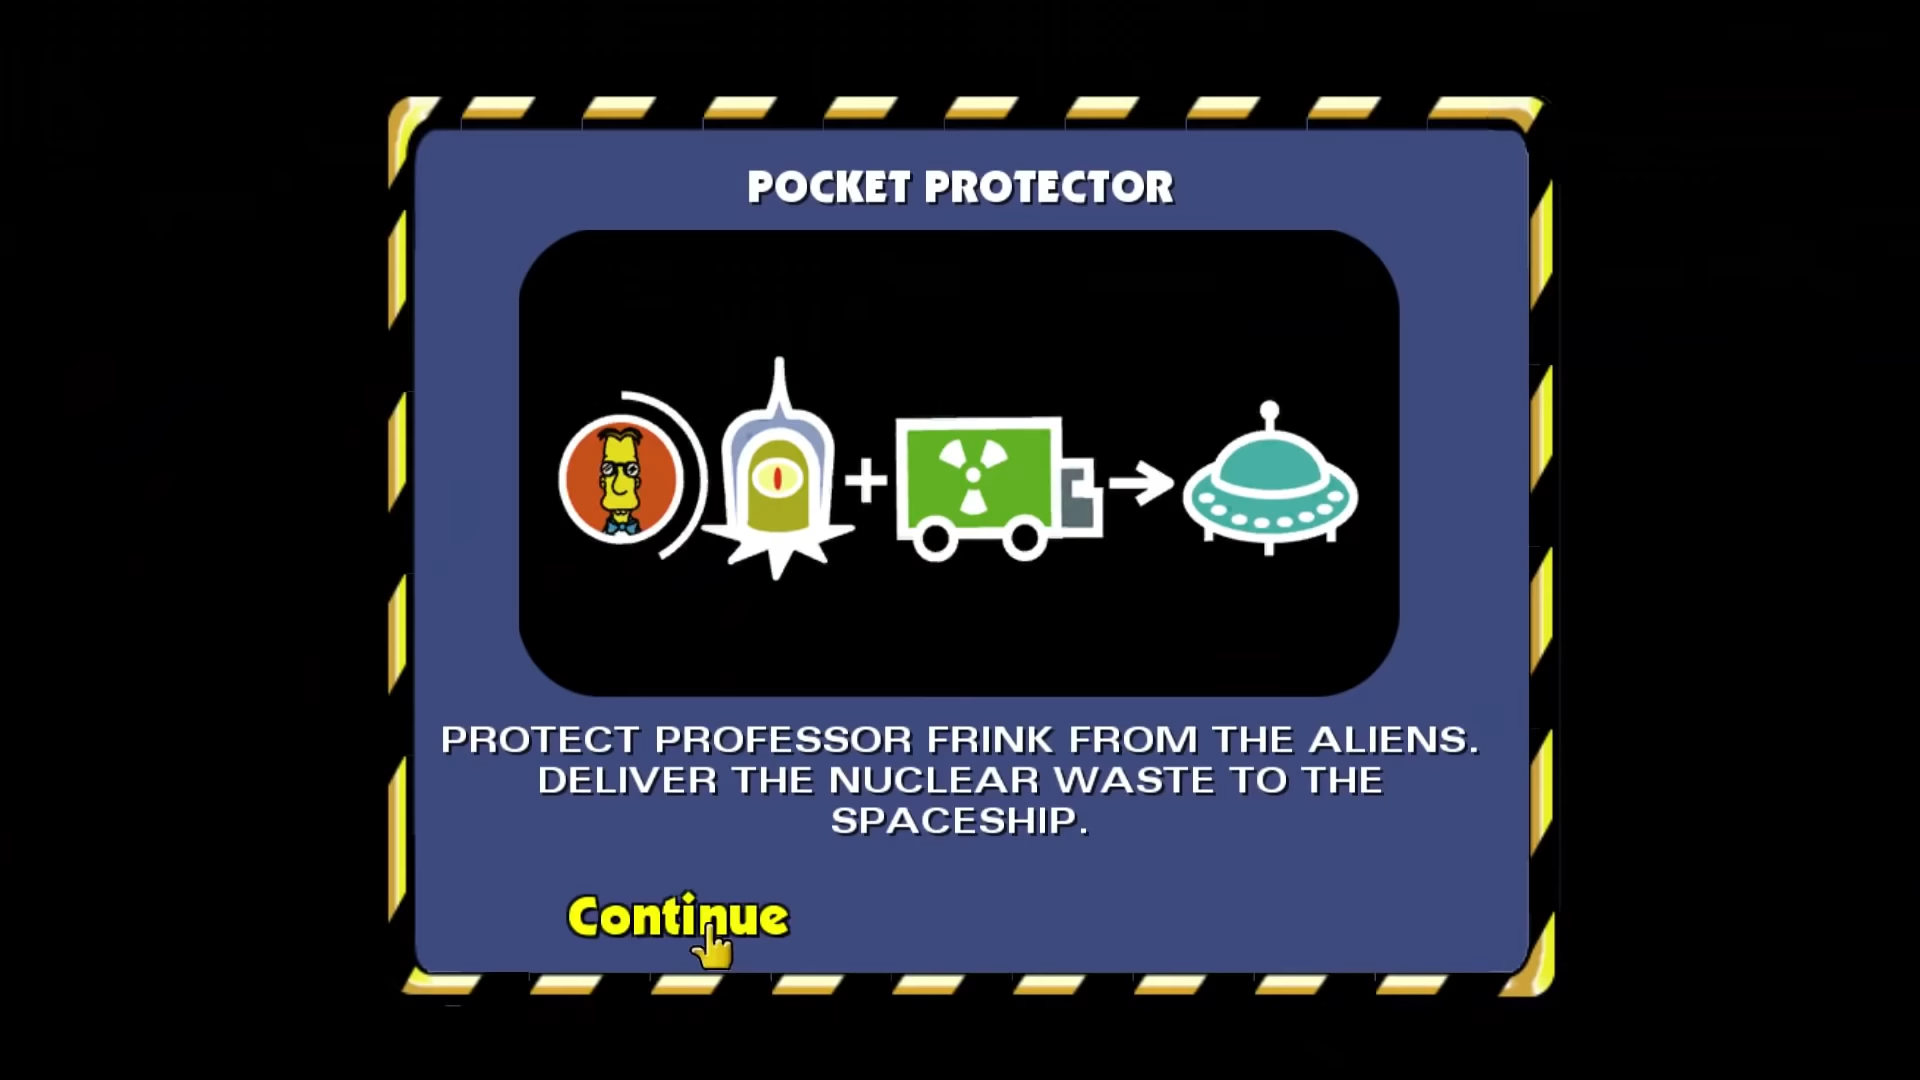 POCKET PROTECTOR
PROTECT PROFESSOR FRINK FROM THE ALIENS.
DELIVER THE NUCLEAR WASTE TO THE
SPACESHIP.
Continue